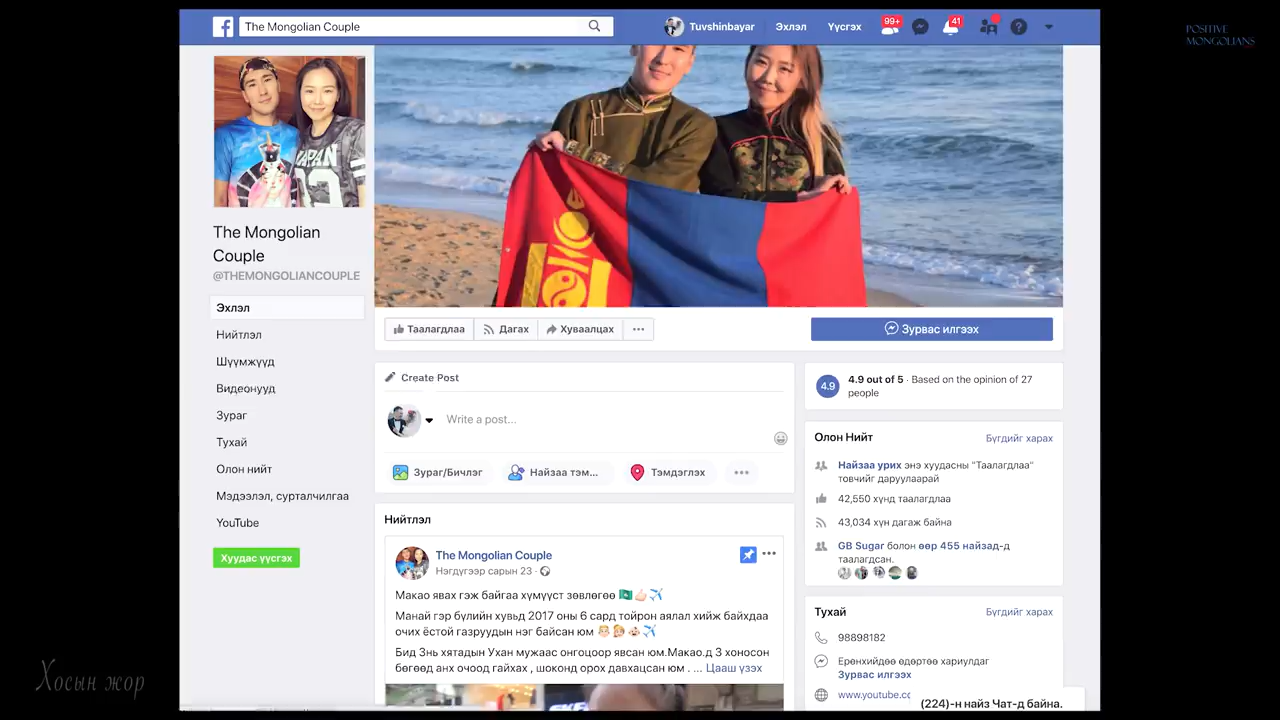 The Mongolian Couple
Tuvshinbayar
Эхлэл
Үүсгэх
99+
41
POSITIVE
MONGOLIANS
JAPAN
The Mongolian
Couple
@THEMONGOLIANCOUPLE
Эхлэл
Нийтлэл
Шүүмжүүд
Видеонууд
Зураг
Тухай
Олон нийт
Мэдээлэл, сурталчилгаа
YouTube
Хуудас үүсгэх
Таалагдлаа
Дагах
Хуваалцах
Зурвас илгээх
Create Post
Write a post...
Зураг/Бичлэг
Найзаа тэм...
Тэмдэглэх
Нийтлэл
The Mongolian Couple
Нэгдүгээр сарын 23 ·
Макао явах гэж байгаа хүмүүст зөвлөгөө 🇲🇴👍🏻✈️
Манай гэр бүлийн хувьд 2017 оны 6 сард тойрон аялал хийж байхдаа
очих ёстой газруудын нэг байсан юм
Бид 3нь хятадын Ухан мужаас онгоцоор явсан юм.Макао.д 3 хоносон
бөгөөд анх очоод гайхах , шоконд орох давхацсан юм . ... Цааш үзэх
4.9
4.9 out of 5 · Based on the opinion of 27
people
Олон Нийт
Бүгдийг харах
Найзаа урих энэ хуудасны "Таалагдлаа"
товчийг даруулаарай
42,550 хүнд таалагдлаа
43,034 хүн дагаж байна
GB Sugar болон өөр 455 найзад-д
таалагдсан.
Тухай
Бүгдийг харах
98898182
Ерөнхийдөө өдөртөө хариулдаг
Зурвас илгээх
www.youtube.cc
(224)-н найз Чат-д байна.
Хосын жор